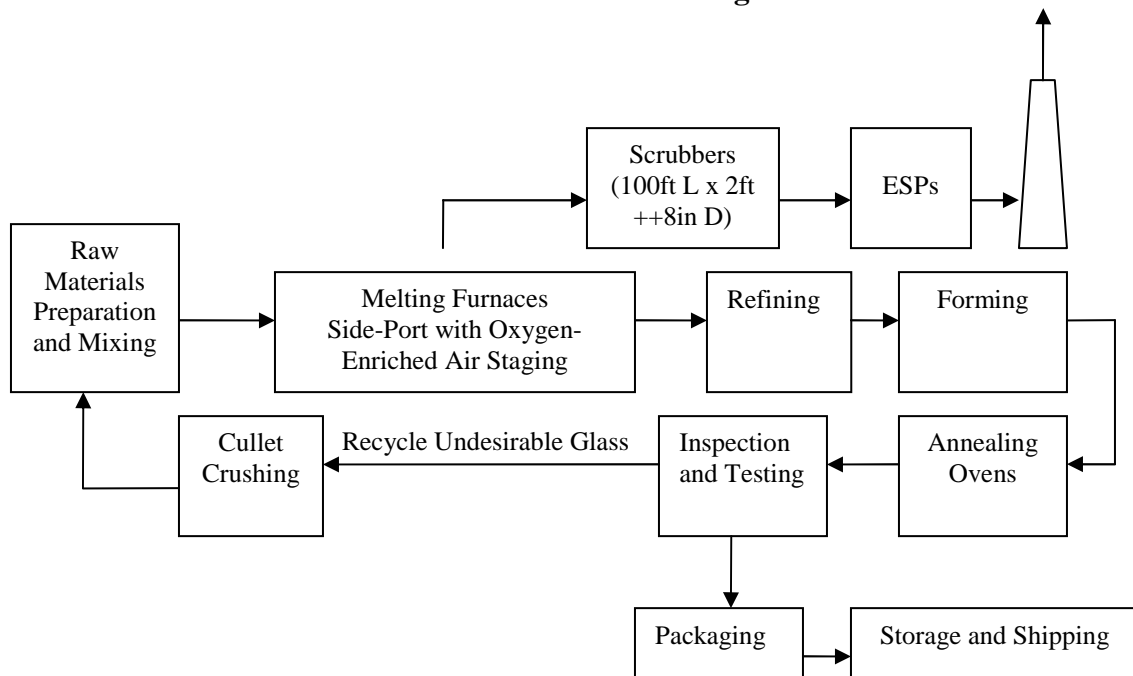 Scrubbers
(100ft L x 2ft
++8in D)
ESPs
Raw
Materials
Preparation
and Mixing
Melting Furnaces
Side-Port with Oxygen-
Enriched Air Staging
Refining
Forming
Cullet
Crushing
Recycle Undesirable Glass
Inspection
and Testing
Annealing
Ovens
Packaging
Storage and Shipping